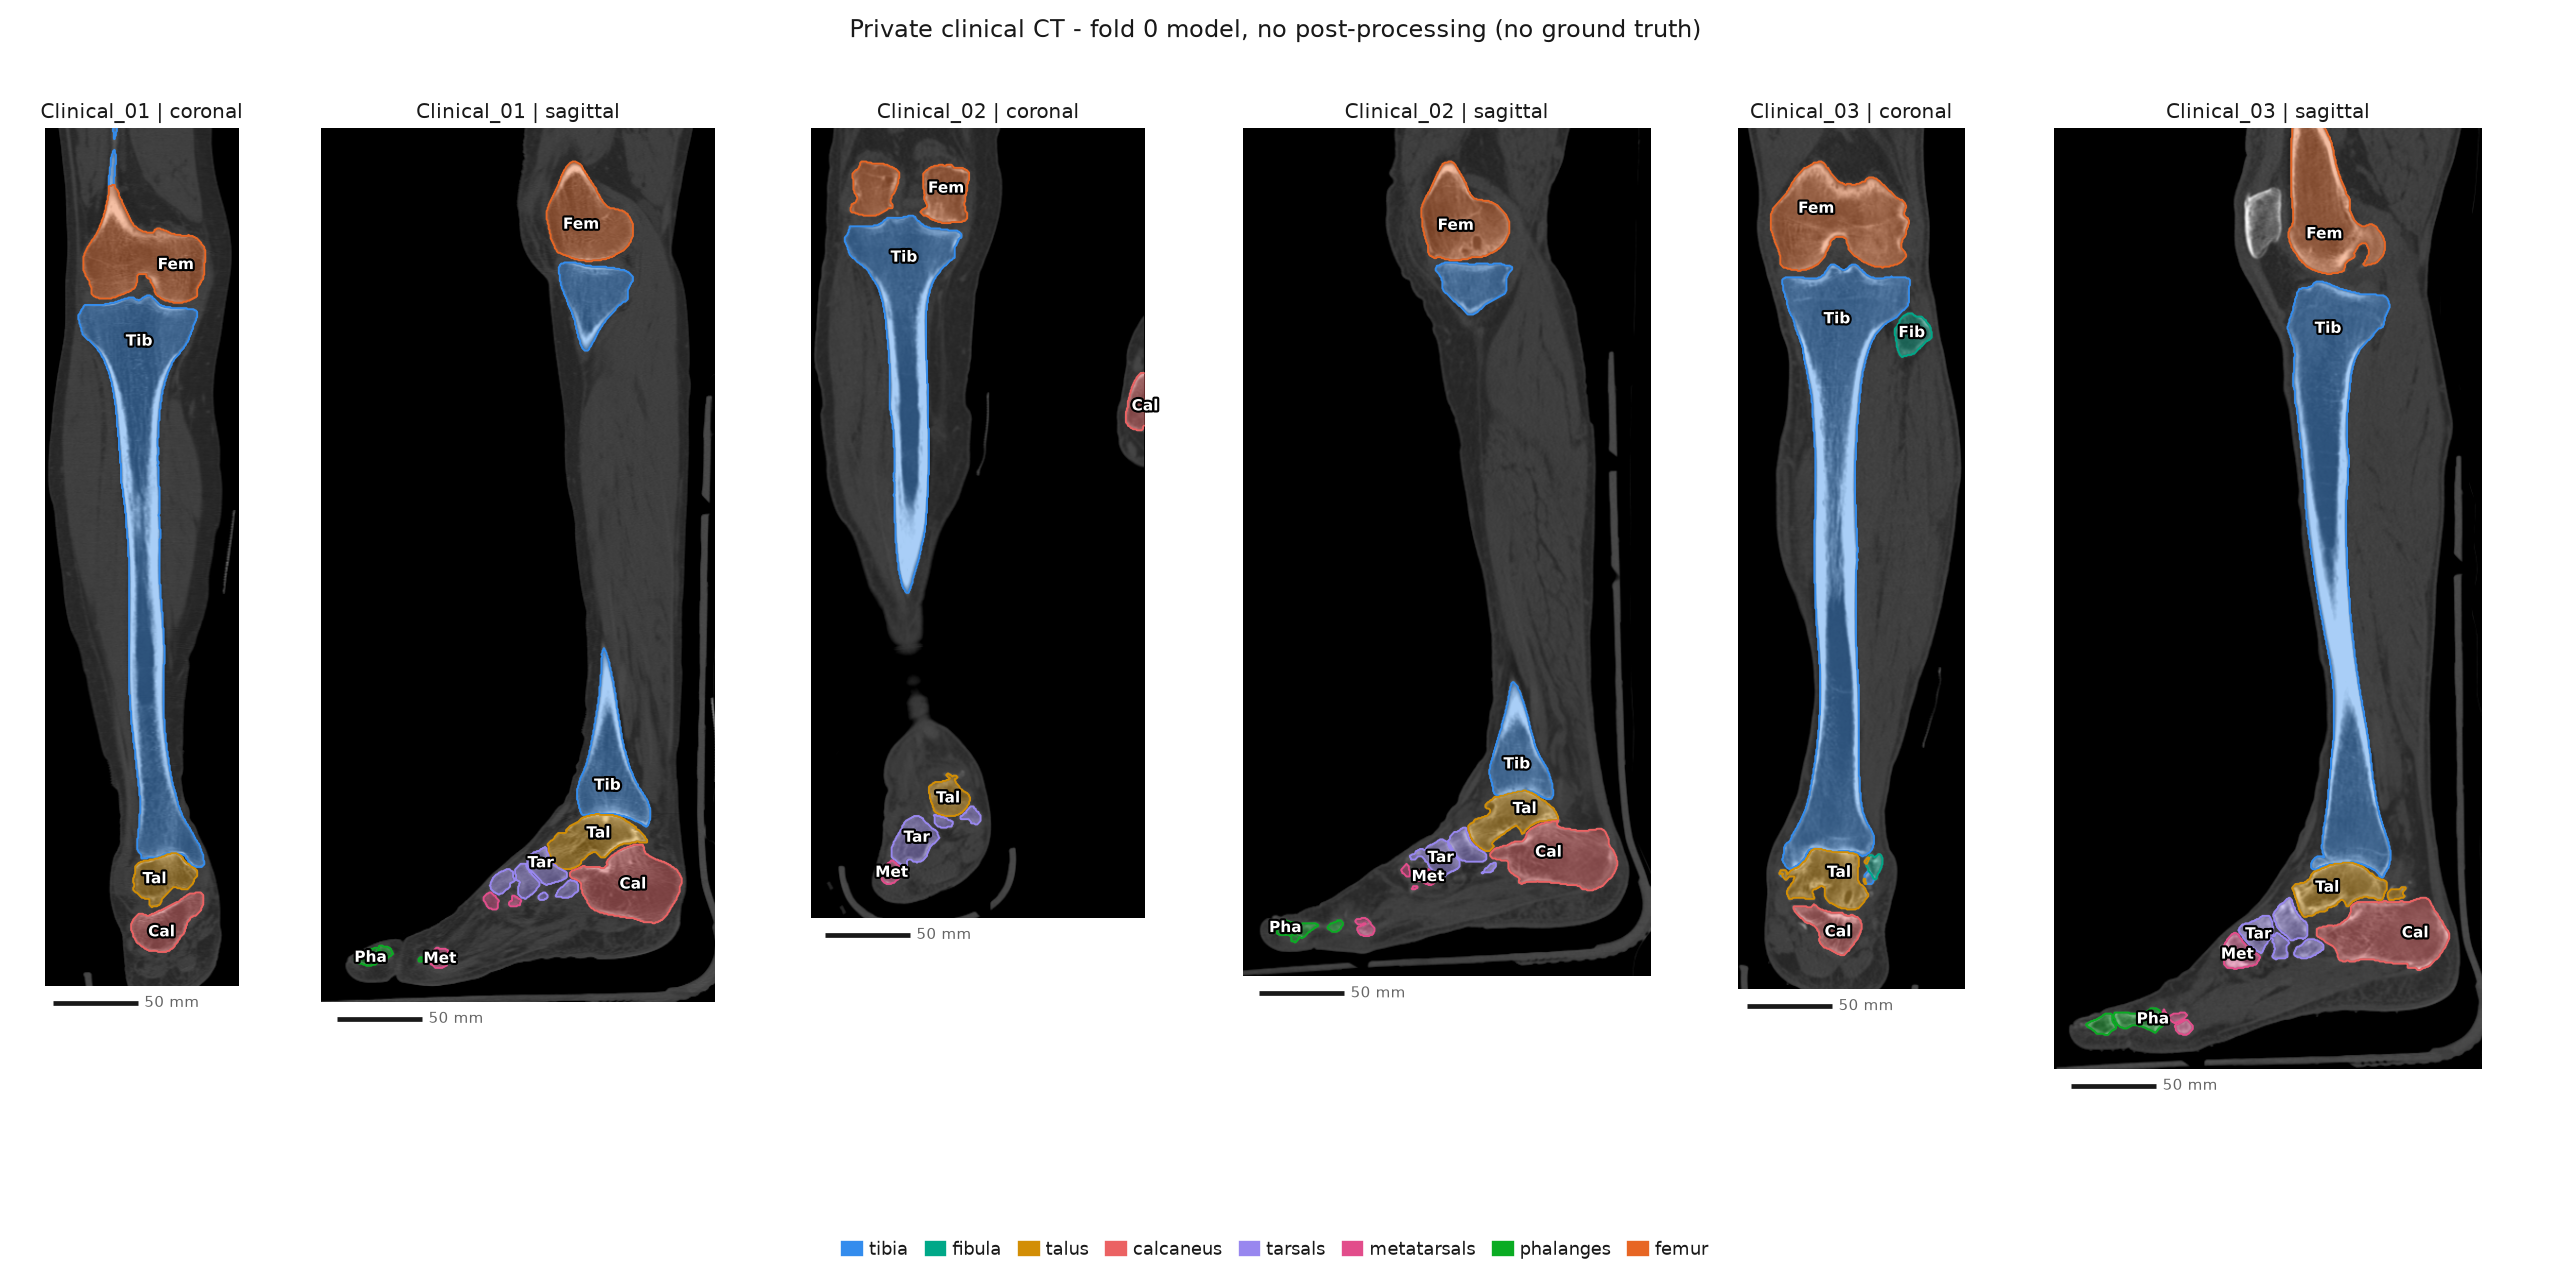 Private clinical CT - fold 0 model, no post-processing (no ground truth)
Clinical_01 | coronal
Fem
Tib
Tal
Cal
50 mm
Clinical_01 | sagittal
Fem
Tib
Tal
Tar
Cal
Pha
Met
50 mm
Clinical_02 | coronal
Fem
Tib
Cal
Tal
Tar
Met
50 mm
Clinical_02 | sagittal
Fem
Tib
Tal
Cal
Tar
Met
Pha
50 mm
Clinical_03 | coronal
Fem
Tib
Fib
Tal
Cal
50 mm
Clinical_03 | sagittal
Fem
Tib
Tal
Cal
Tar
Met
Pha
50 mm
tibia
fibula
talus
calcaneus
tarsals
metatarsals
phalanges
femur